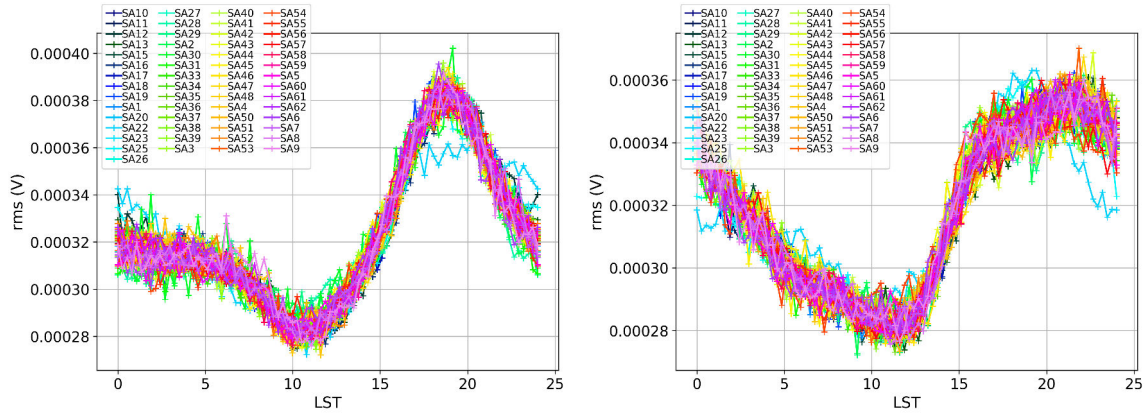 SA10 SA27 SA40 SA54
SA11 SA28 SA41 SA55
SA12 SA29 SA42 SA56
SA13 SA2 SA43 SA57
SA15 SA30 SA44 SA58
SA16 SA31 SA45 SA59
SA17 SA33 SA46 SA5
SA18 SA34 SA47 SA60
SA19 SA35 SA48 SA61
SA1 SA36 SA4 SA62
SA20 SA37 SA50 SA6
SA22 SA38 SA51 SA7
SA23 SA39 SA52 SA8
SA25 SA3 SA53 SA9
SA26
rms (V)
0.00040
0.00038
0.00036
0.00034
0.00032
0.00030
0.00028
0 5 10 15 20 25
LST
SA10 SA27 SA40 SA54
SA11 SA28 SA41 SA55
SA12 SA29 SA42 SA56
SA13 SA2 SA43 SA57
SA15 SA30 SA44 SA58
SA16 SA31 SA45 SA59
SA17 SA33 SA46 SA5
SA18 SA34 SA47 SA60
SA19 SA35 SA48 SA61
SA1 SA36 SA4 SA62
SA20 SA37 SA50 SA6
SA22 SA38 SA51 SA7
SA23 SA39 SA52 SA8
SA25 SA3 SA53 SA9
SA26
rms (V)
0.00036
0.00034
0.00032
0.00030
0.00028
0 5 10 15 20 25
LST